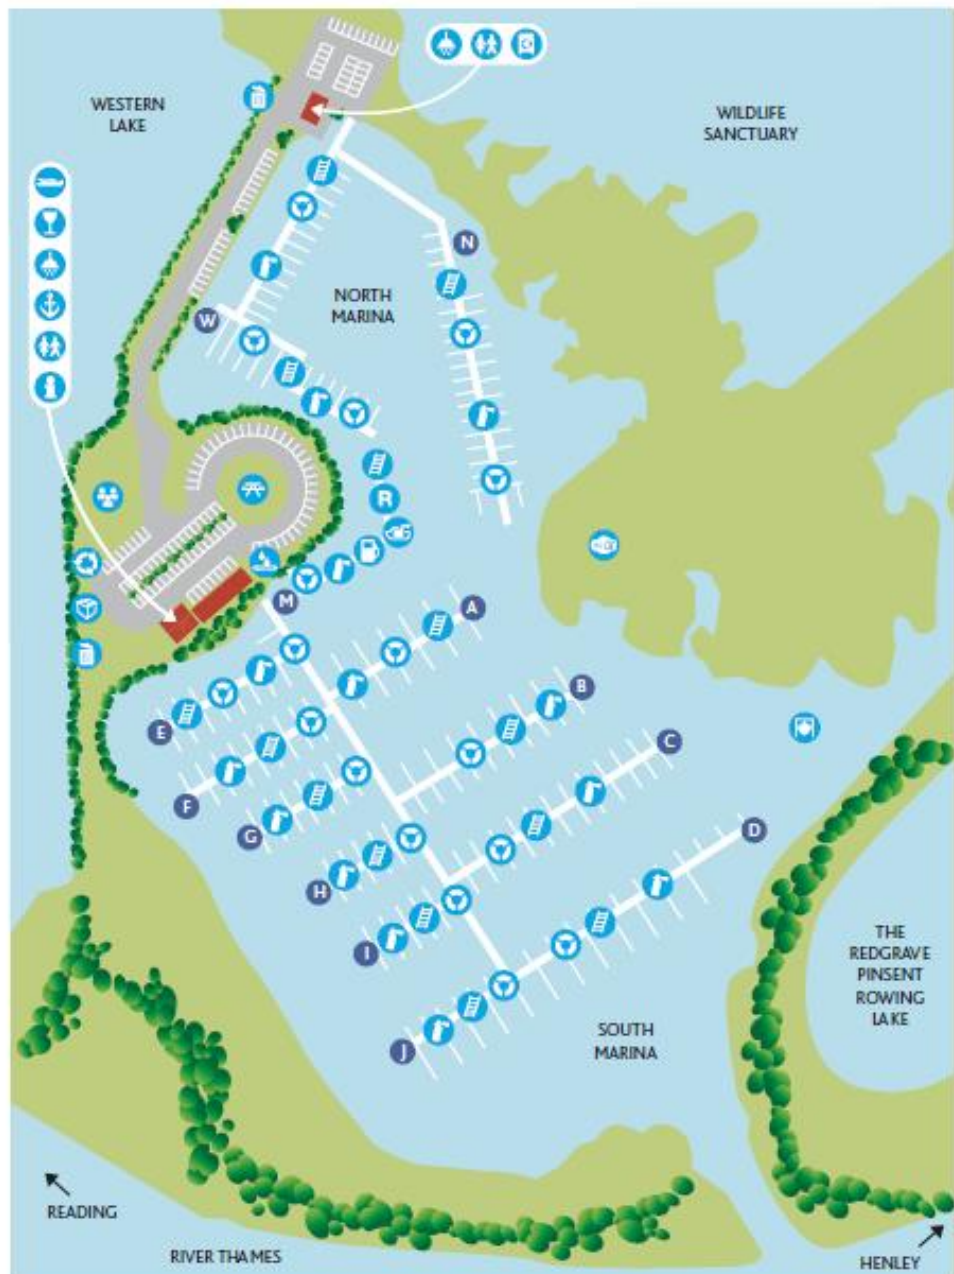 WESTERN
LAKE
WILDLIFE
SANCTUARY
N
NORTH
MARINA
W
R
M
A
B
E
C
F
G
D
H
I
J
THE
REDGRAVE
PINSENT
ROWING
LAKE
SOUTH
MARINA
READING
RIVER THAMES
HENLEY